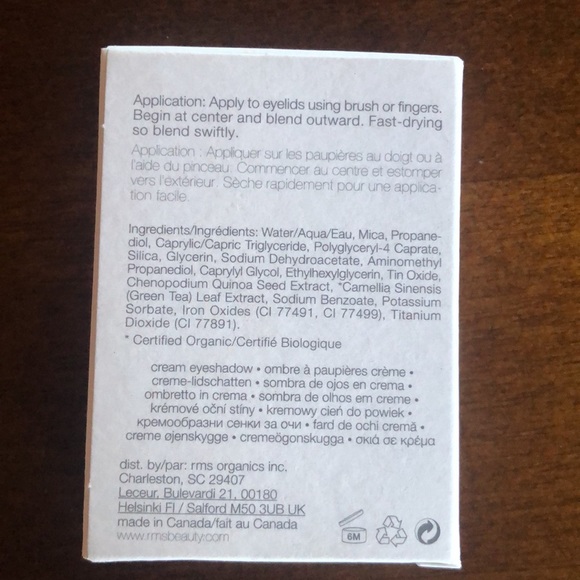 Application: Apply to eyelids using brush or fingers.
Begin at center and blend outward. Fast-drying
so blend swiftly.
Application : Appliquer sur les paupières au doigt ou à
l'aide du pinceau. Commencer au centre et estomper
vers l'extérieur. Sèche rapidement pour une applica-
tion facile.
Ingredients/Ingrédients: Water/Aqua/Eau, Mica, Propane-
diol, Caprylic/Capric Triglyceride, Polyglyceryl-4 Caprate,
Silica, Glycerin, Sodium Dehydroacetate, Aminomethyl
Propanediol, Caprylyl Glycol, Ethylhexylglycerin, Tin Oxide,
Chenopodium Quinoa Seed Extract, *Camellia Sinensis
(Green Tea) Leaf Extract, Sodium Benzoate, Potassium
Sorbate, Iron Oxides (CI 77491, CI 77499), Titanium
Dioxide (CI 77891).
* Certified Organic/Certifié Biologique
cream eyeshadow • ombre à paupières crème •
creme-lidschatten • sombra de ojos en crema •
ombretto in crema • sombra de olhos em creme •
krémové oční stíny • kremowy cień do powiek •
кремообразни сенки за очи • fard de ochi cremă •
creme øjenskygge • cremeögonskugga • σκιά σε κρέμα
dist. by/par: rms organics inc.
Charleston, SC 29407
Leceur, Bulevardi 21, 00180
Helsinki FI / Salford M50 3UB UK
made in Canada/fait au Canada
www.rmsbeauty.com
6M